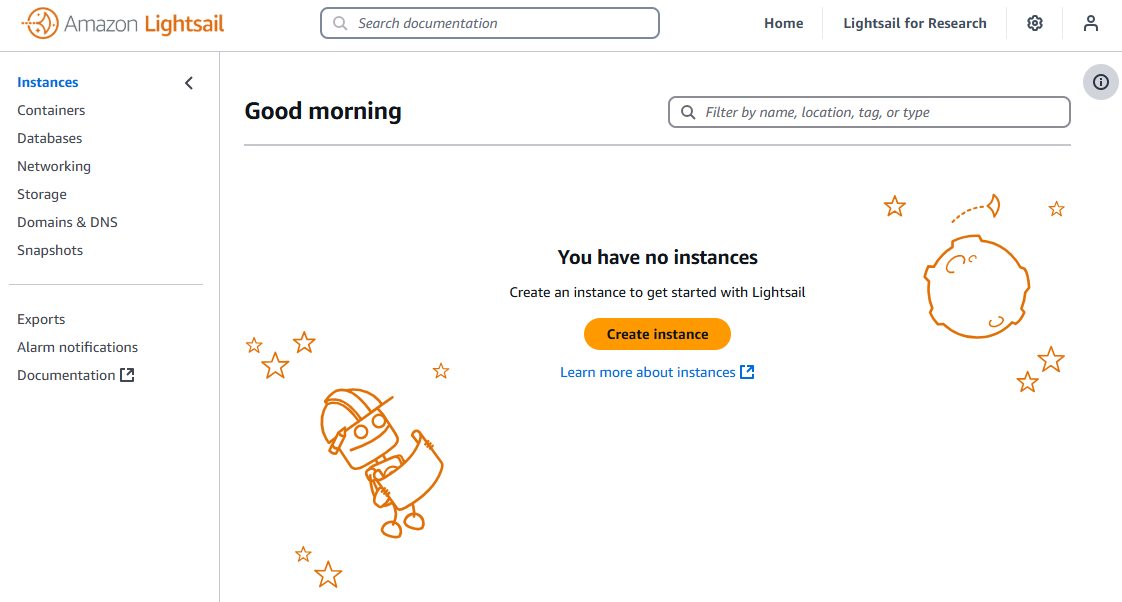 Amazon Lightsail
Search documentation
Home
Lightsail for Research
Instances
Containers
Databases
Networking
Storage
Domains & DNS
Snapshots
Exports
Alarm notifications
Documentation
Good morning
Filter by name, location, tag, or type
You have no instances
Create an instance to get started with Lightsail
Create instance
Learn more about instances